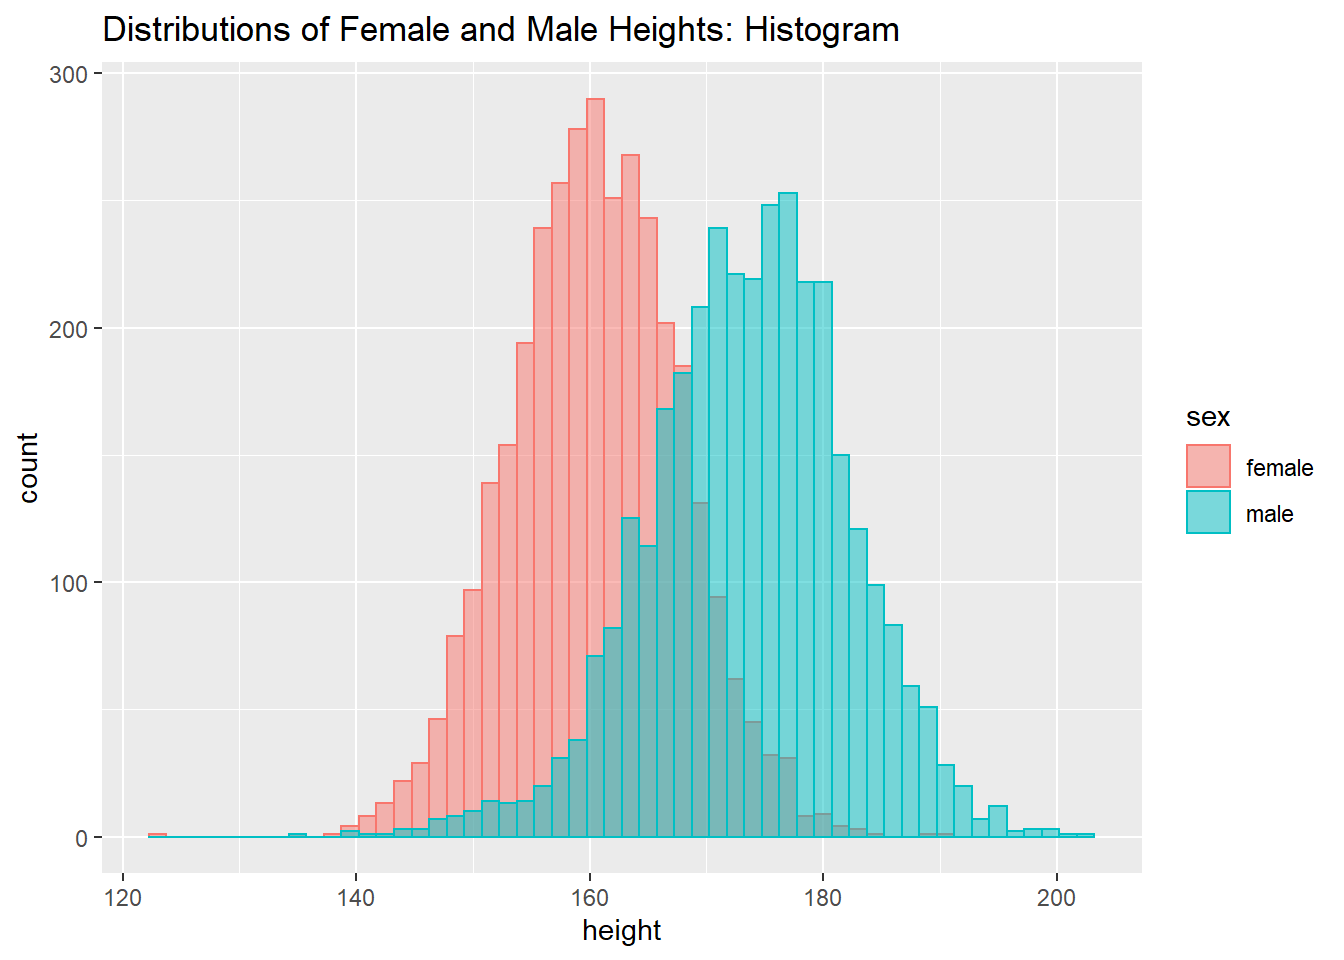 Distributions of Female and Male Heights: Histogram
300
200
100
0
count
120 140 160 180 200
height
sex
female
male